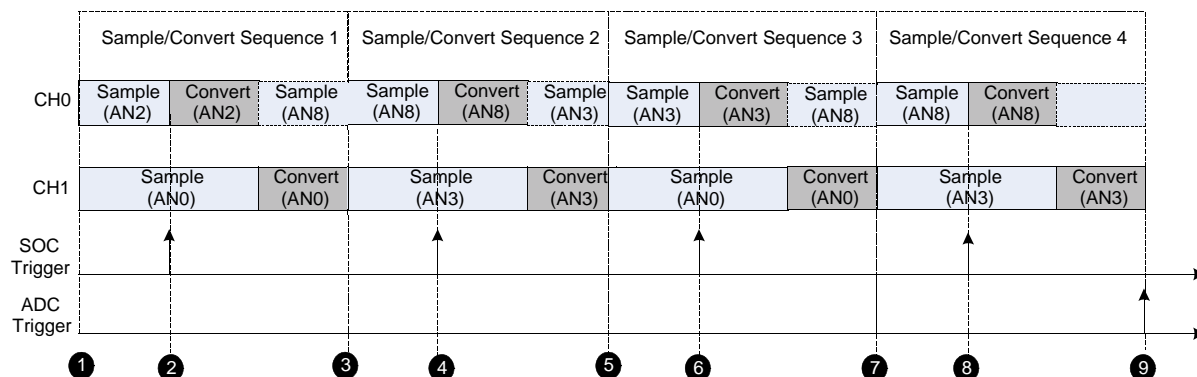 Sample/Convert Sequence 1 Sample/Convert Sequence 2 Sample/Convert Sequence 3 Sample/Convert Sequence 4
CH0
Sample Convert Sample Sample Convert Sample Sample Convert Sample Sample Convert
(AN2) (AN2) (AN8) (AN8) (AN8) (AN3) (AN3) (AN3) (AN8) (AN8) (AN8)
CH1
Sample Convert Sample Convert Sample Convert Sample Convert
(AN0) (AN0) (AN3) (AN3) (AN0) (AN0) (AN3) (AN3)
SOC
Trigger
ADC
Trigger
1 2 3 4 5 6 7 8 9